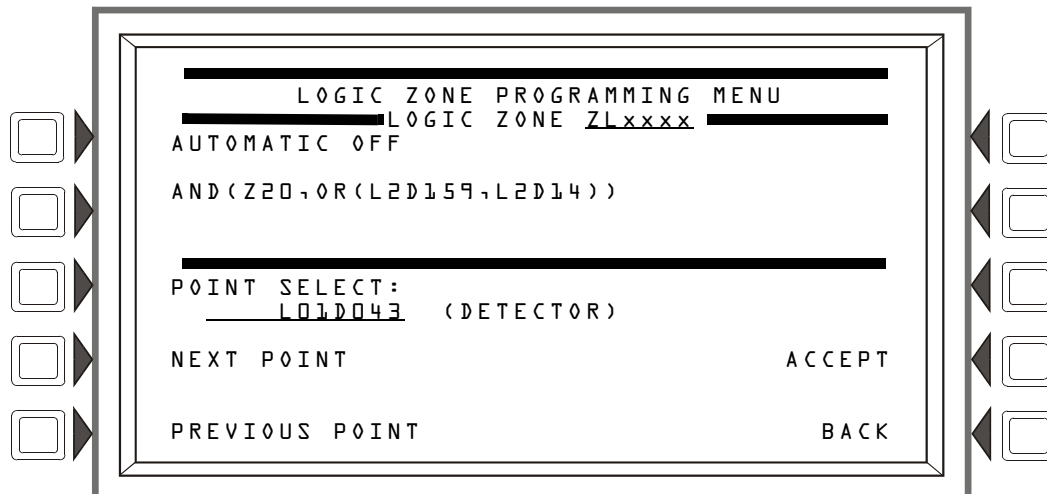 LOGIC ZONE PROGRAMMING MENU
LOGIC ZONE ZLxxxx
AUTOMATIC OFF
AND(Z20,OR(L2D159,L2D14))
POINT SELECT:
L01D043 (DETECTOR)
NEXT POINT ACCEPT
PREVIOUS POINT BACK